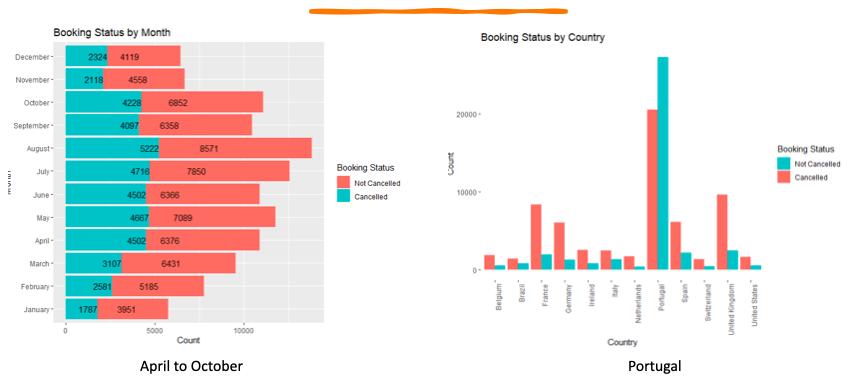 Booking Status by Month
December
2324
4119
November
2118
4558
October
4228
6852
September
4097
6358
August
5222
8571
July
4716
7850
June
4502
6366
May
4667
7089
April
4502
6376
March
3107
6431
February
2581
5185
January
1787
3951
Month
0
5000
10000
Count
Booking Status
Not Cancelled
Cancelled
April to October
Booking Status by Country
20000
10000
0
Count
Belgium
Brazil
France
Germany
Ireland
Italy
Netherlands
Portugal
Spain
Switzerland
United Kingdom
United States
Country
Booking Status
Not Cancelled
Cancelled
Portugal